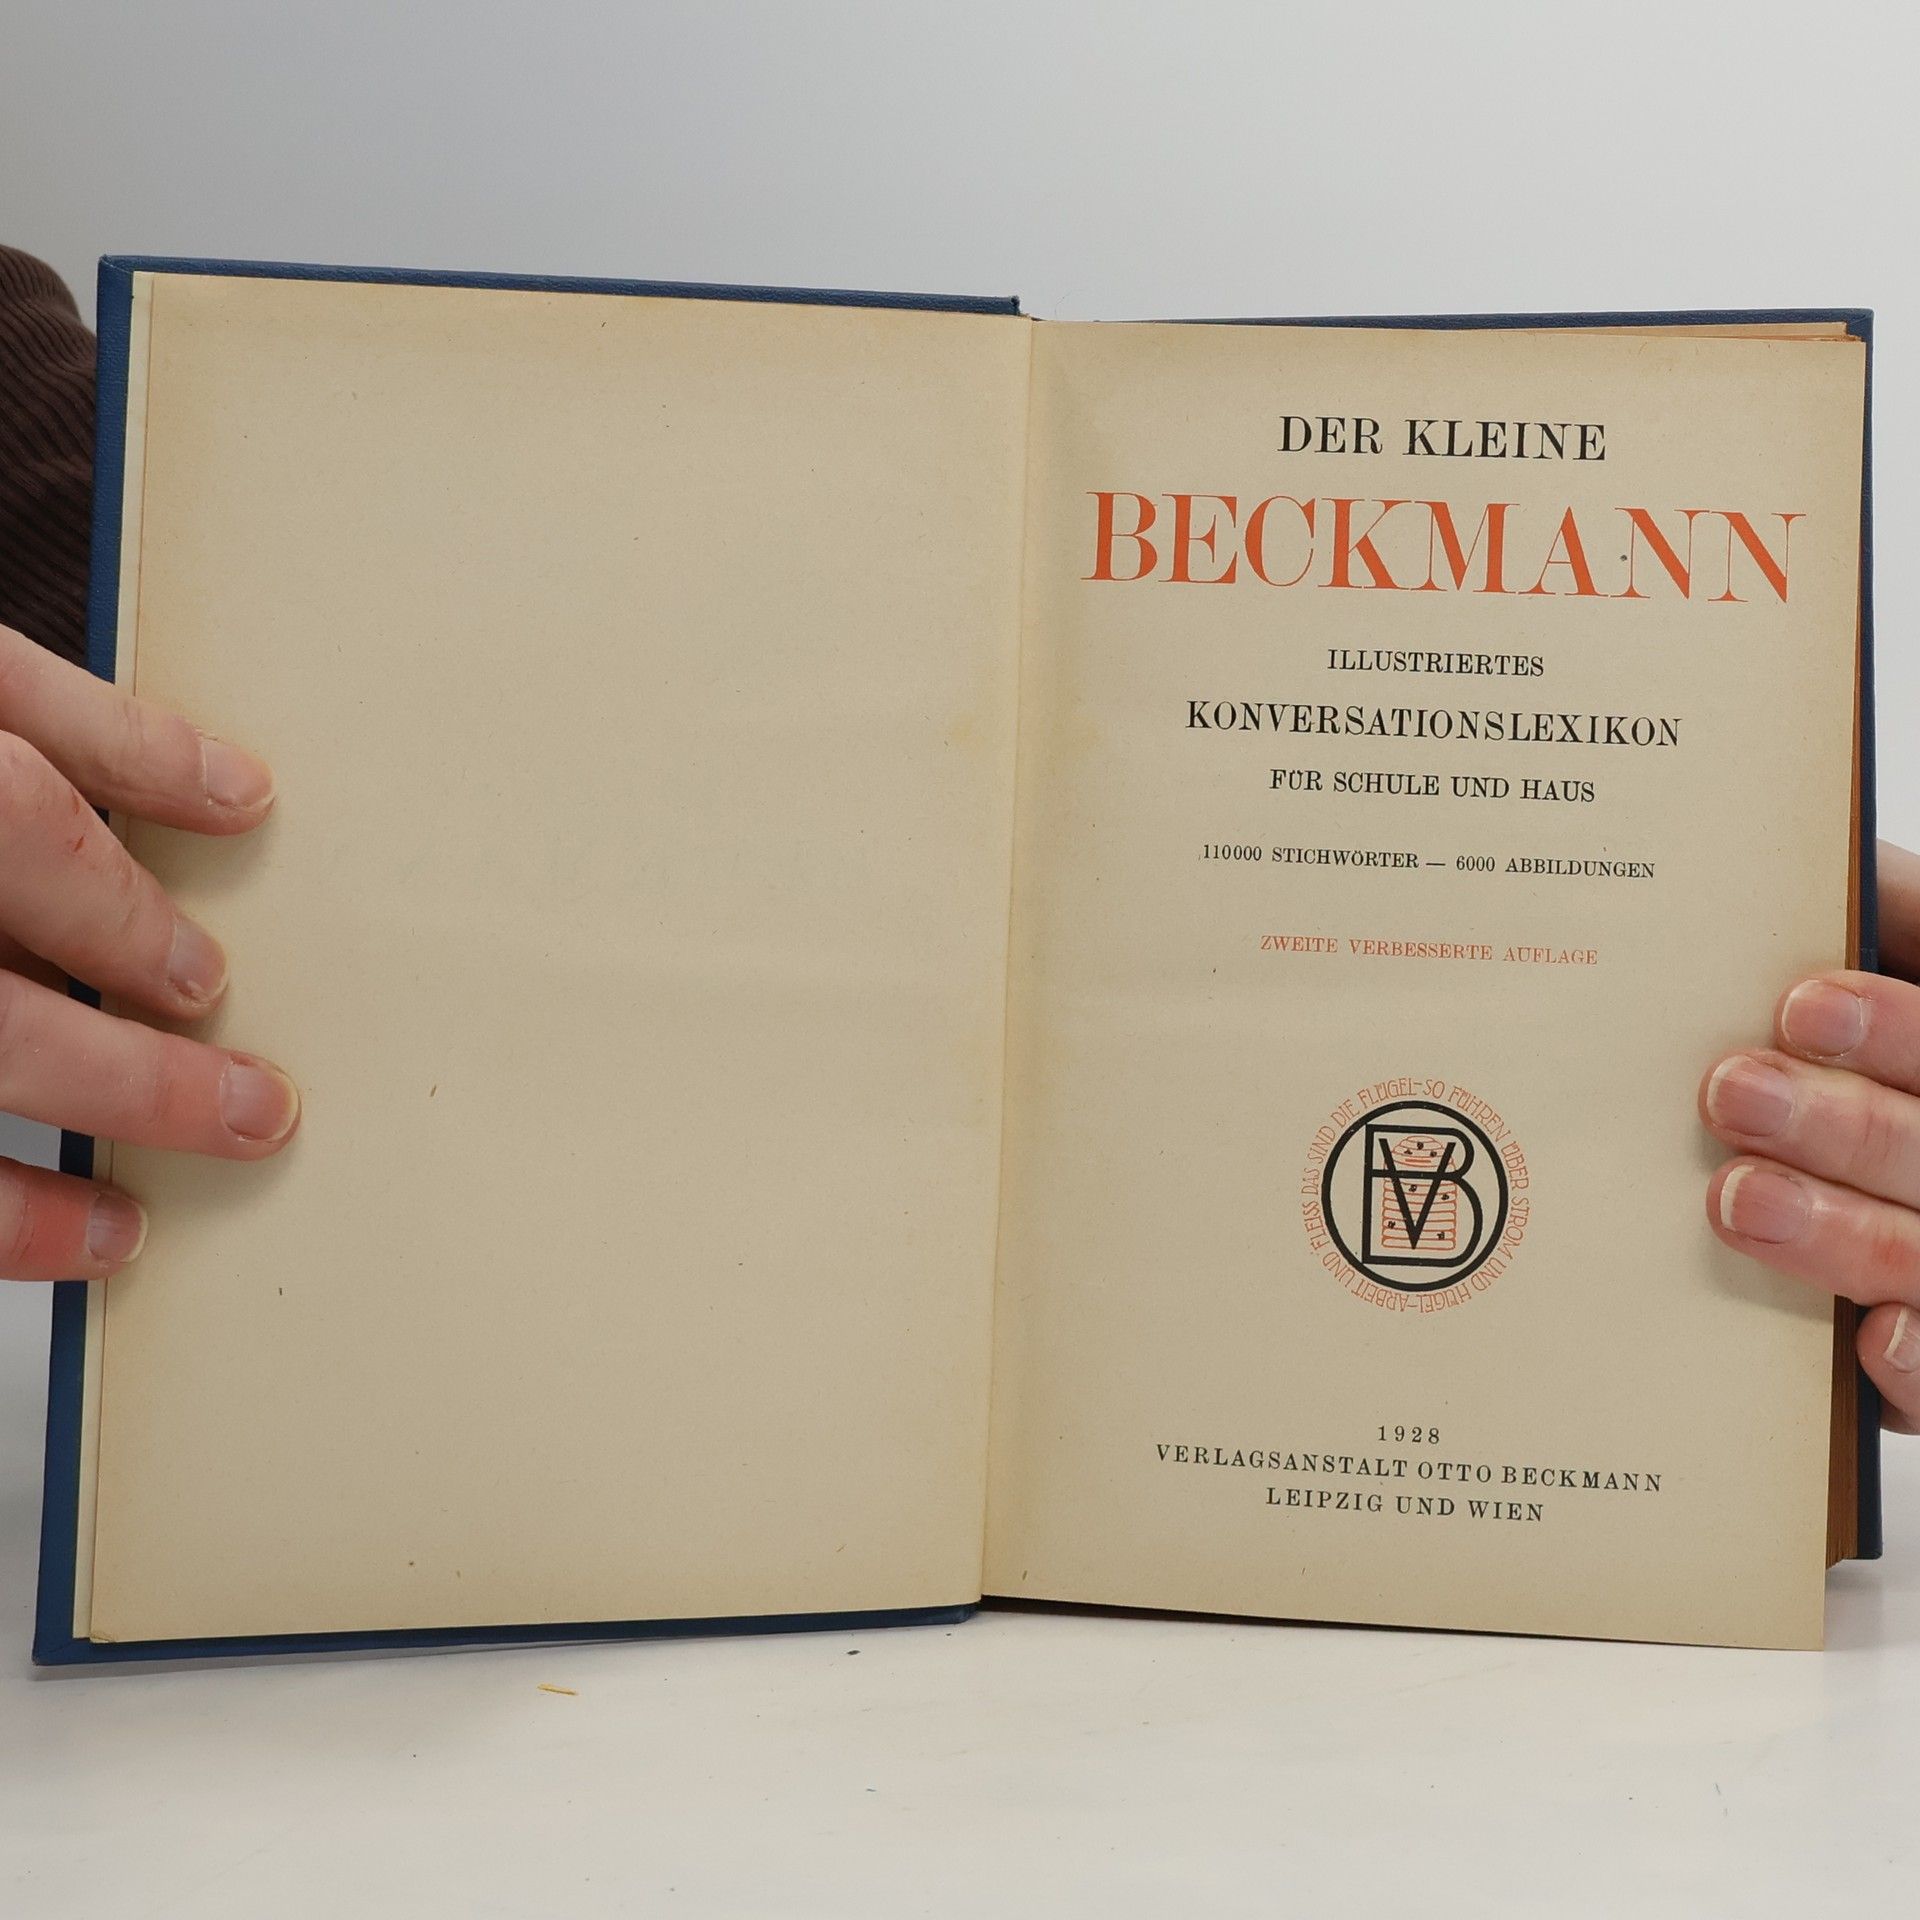 DER KLEINE
BECKMANN
ILLUSTRIERTES
KONVERSATIONSLEXIKON
FÜR SCHULE UND HAUS
110000 STICHWÖRTER — 6000 ABBILDUNGEN
ZWEITE VERBESSERTE AUFLAGE
ARBEIT UND FLEISS DAS SIND DIE FLÜGEL-SO FÜHREN ÜBER STROM UND HÜGEL-
BV
1928
VERLAGSANSTALT OTTO BECKMANN
LEIPZIG UND WIEN